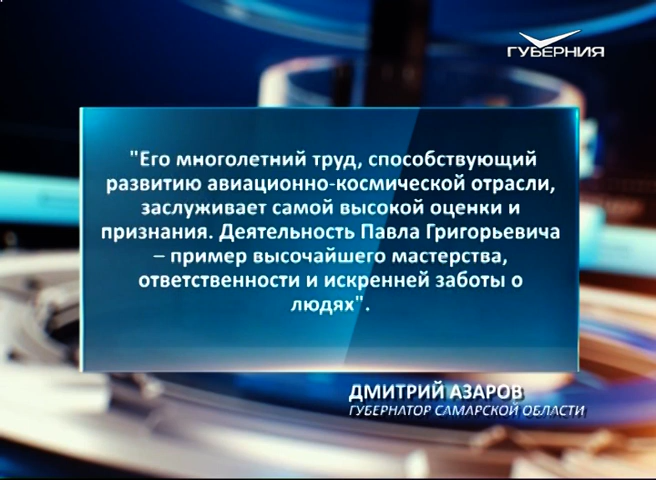 ГУБЕРНИЯ
"Его многолетний труд, способствующий
развитию авиационно-космической отрасли,
заслуживает самой высокой оценки и
признания. Деятельность Павла Григорьевича
– пример высочайшего мастерства,
ответственности и искренней заботы о
людях".
ДМИТРИЙ АЗАРОВ
ГУБЕРНАТОР САМАРСКОЙ ОБЛАСТИ